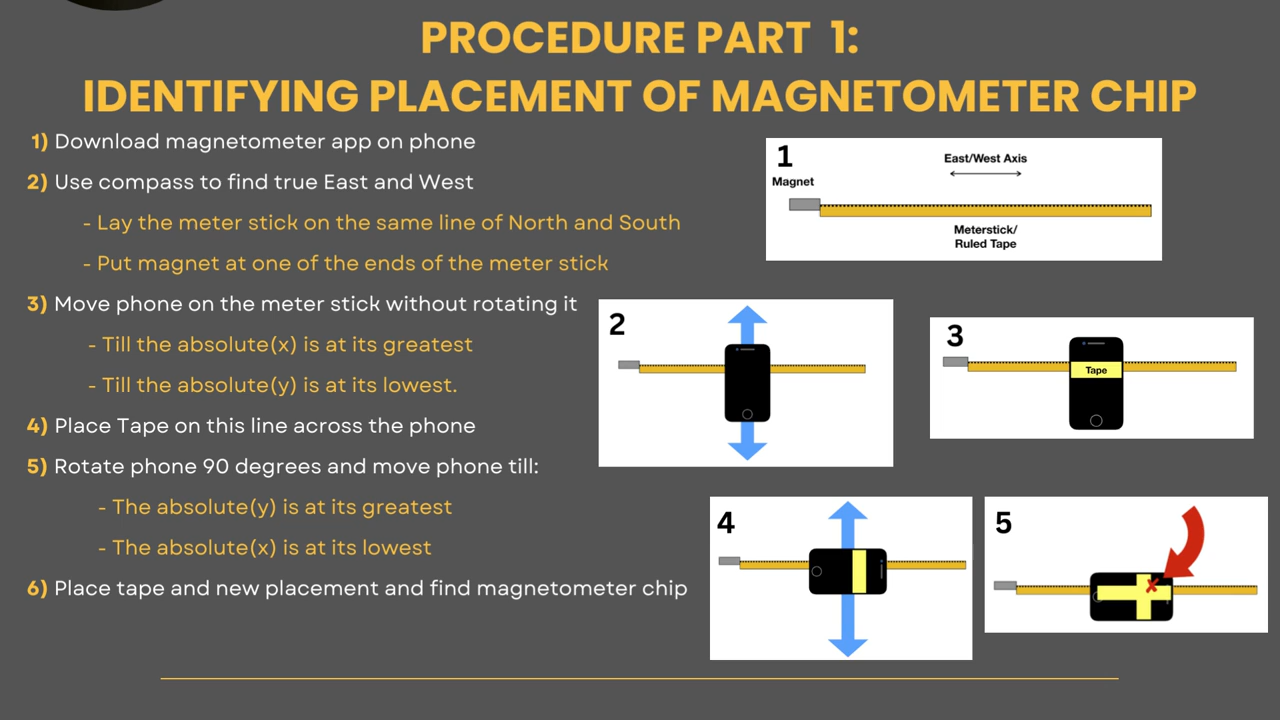 PROCEDURE PART 1:
IDENTIFYING PLACEMENT OF MAGNETOMETER CHIP
1) Download magnetometer app on phone
2) Use compass to find true East and West
- Lay the meter stick on the same line of North and South
- Put magnet at one of the ends of the meter stick
3) Move phone on the meter stick without rotating it
- Till the absolute(x) is at its greatest
- Till the absolute(y) is at its lowest.
4) Place Tape on this line across the phone
5) Rotate phone 90 degrees and move phone till:
- The absolute(y) is at its greatest
- The absolute(x) is at its lowest
6) Place tape and new placement and find magnetometer chip
1
East/West Axis
Magnet
Meterstick/
Ruled Tape
2
3
Tape
4
5